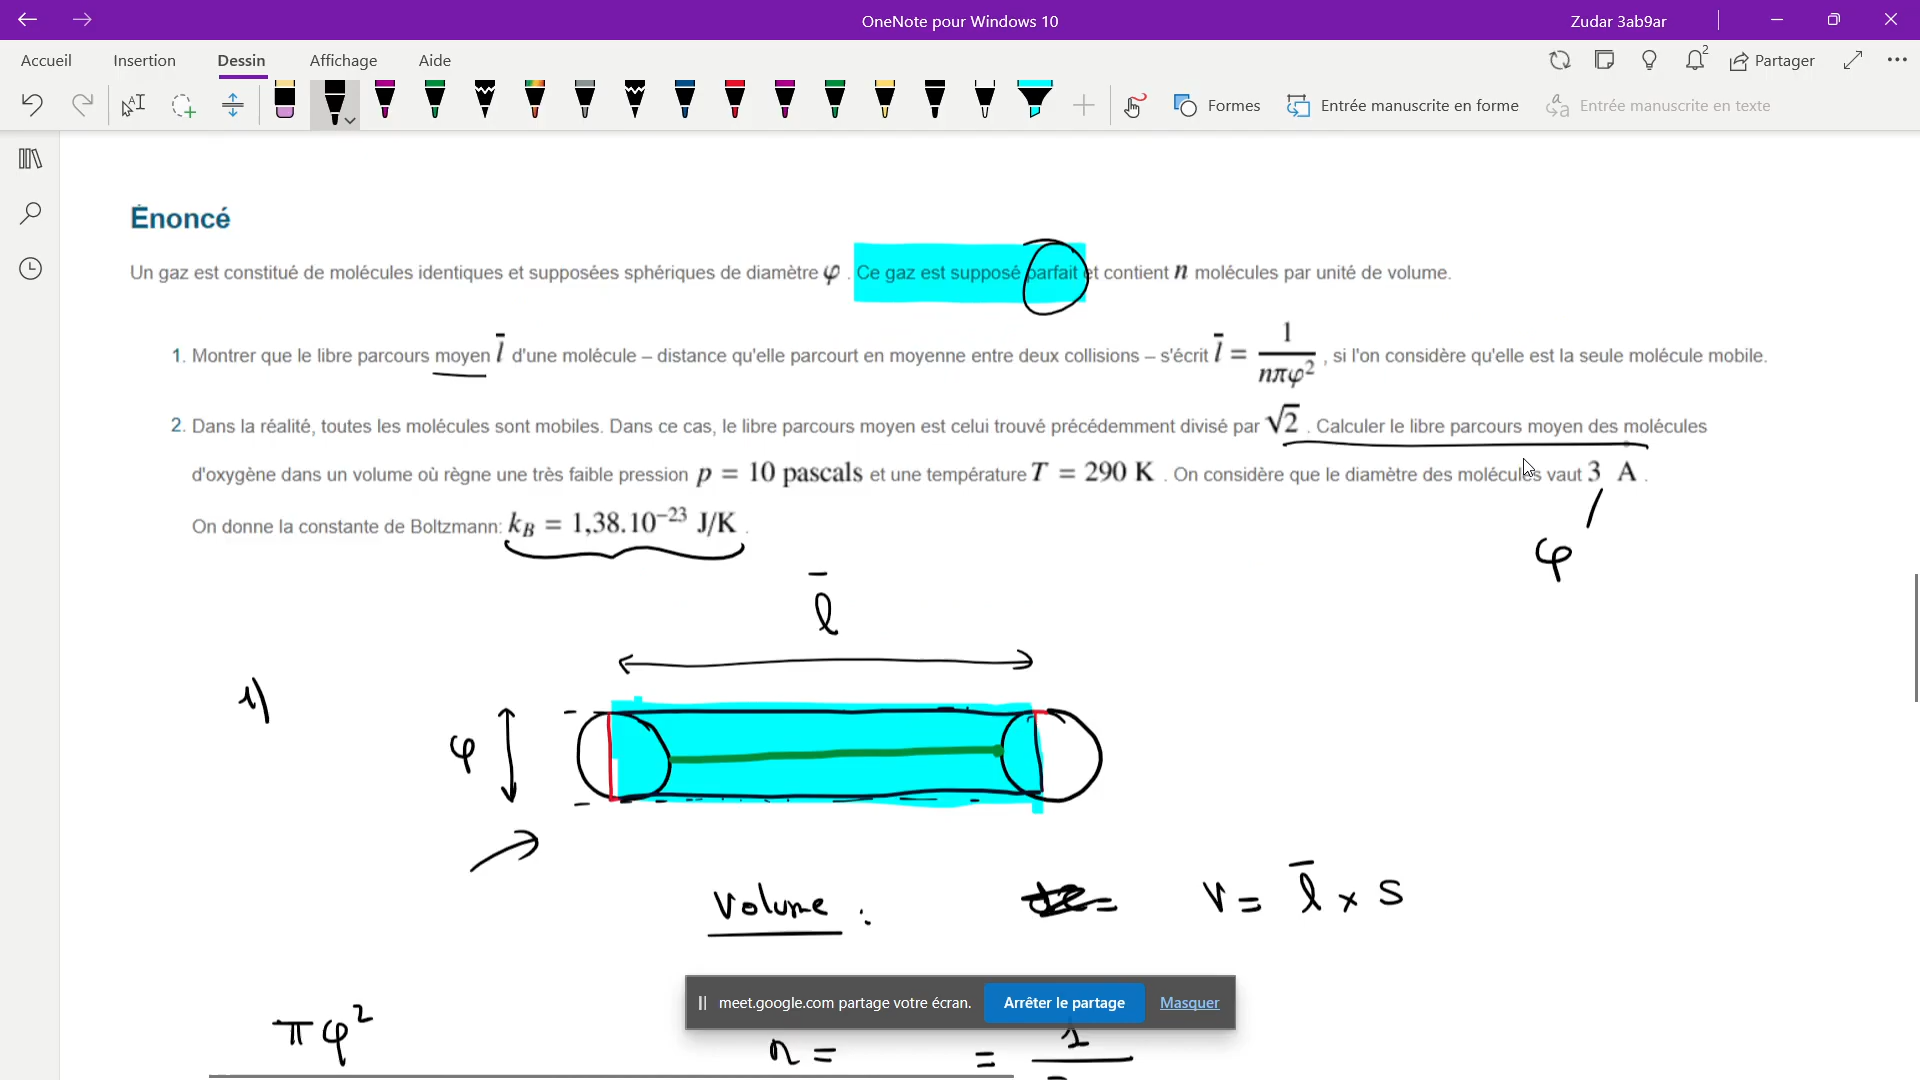 OneNote pour Windows 10
Zudar 3ab9ar
Accueil Insertion Dessin Affichage Aide
2
Partager
Formes Entrée manuscrite en forme Entrée manuscrite en texte
Énoncé
Un gaz est constitué de molécules identiques et supposées sphériques de diamètre φ . Ce gaz est supposé parfait et contient n molécules par unité de volume.
1. Montrer que le libre parcours moyen l̄ d'une molécule – distance qu'elle parcourt en moyenne entre deux collisions – s'écrit l̄ = 1/(nπφ²) , si l'on considère qu'elle est la seule molécule mobile.
2. Dans la réalité, toutes les molécules sont mobiles. Dans ce cas, le libre parcours moyen est celui trouvé précédemment divisé par √2 . Calculer le libre parcours moyen des molécules
d'oxygène dans un volume où règne une très faible pression p = 10 pascals et une température T = 290 K . On considère que le diamètre des molécules vaut 3 A .
On donne la constante de Boltzmann: k_B = 1,38.10⁻²³ J/K .
φ
l̄
1)
φ
Volume :
V = l̄ × S
meet.google.com partage votre écran. Arrêter le partage Masquer
πφ²
n = = 1